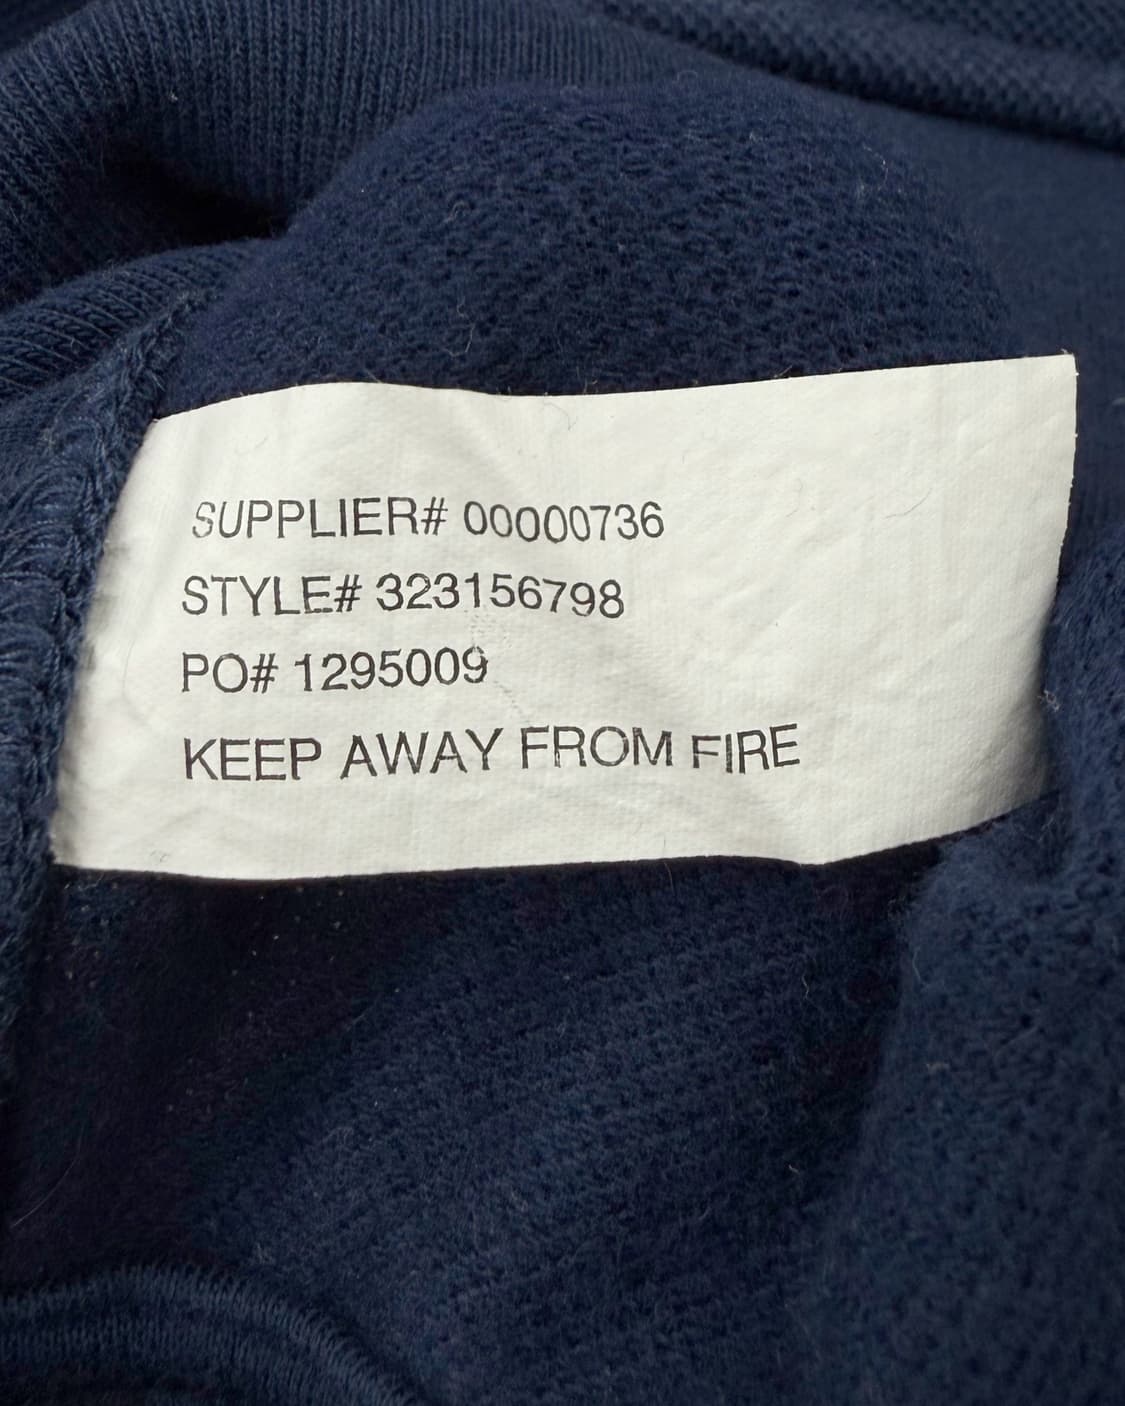 SUPPLIER# 00000736
STYLE# 323156798
PO# 1295009
KEEP AWAY FROM FIRE